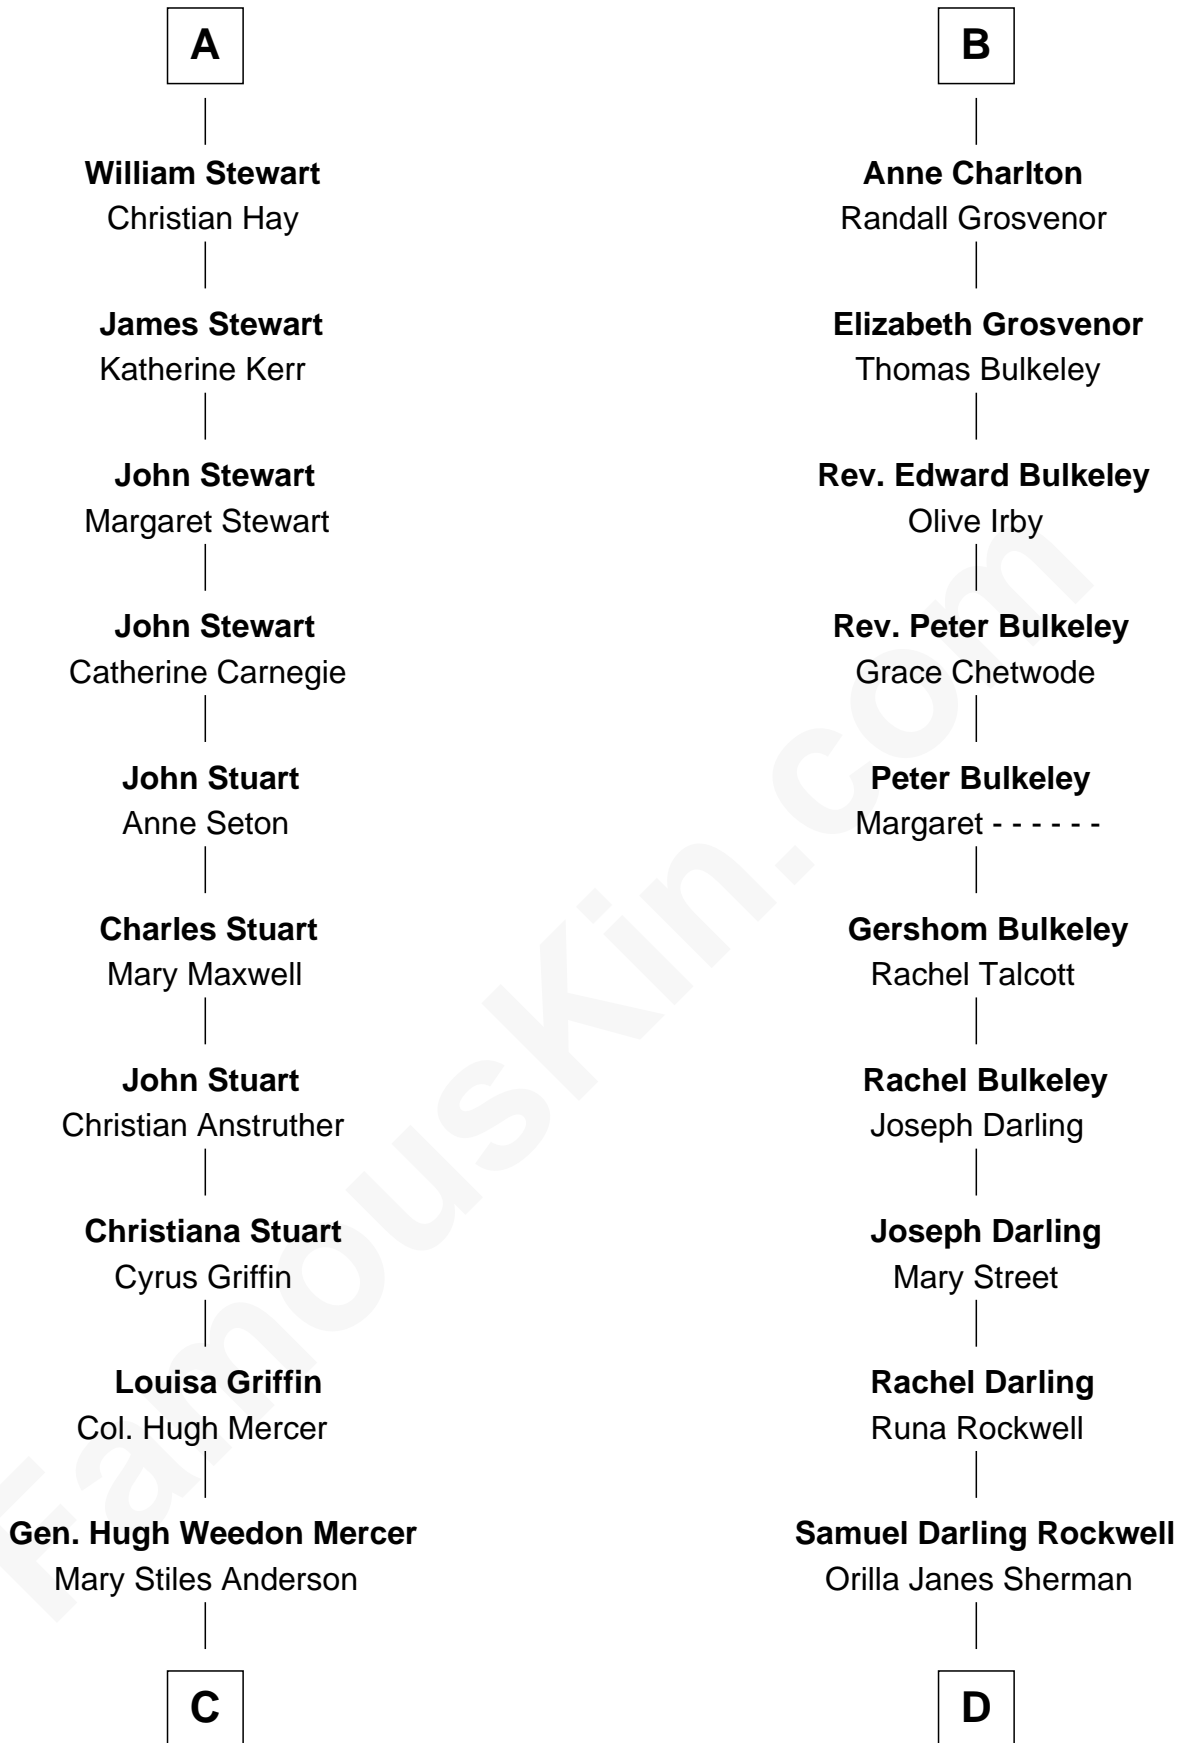 A
William Stewart
Christian Hay
James Stewart
Katherine Kerr
John Stewart
Margaret Stewart
John Stewart
Catherine Carnegie
John Stuart
Anne Seton
Charles Stuart
Mary Maxwell
John Stuart
Christian Anstruther
Christiana Stuart
Cyrus Griffin
Louisa Griffin
Col. Hugh Mercer
Gen. Hugh Weedon Mercer
Mary Stiles Anderson
C
B
Anne Charlton
Randall Grosvenor
Elizabeth Grosvenor
Thomas Bulkeley
Rev. Edward Bulkeley
Olive Irby
Rev. Peter Bulkeley
Grace Chetwode
Peter Bulkeley
Margaret - - - - - -
Gershom Bulkeley
Rachel Talcott
Rachel Bulkeley
Joseph Darling
Joseph Darling
Mary Street
Rachel Darling
Runa Rockwell
Samuel Darling Rockwell
Orilla Janes Sherman
D
FamousKin.com